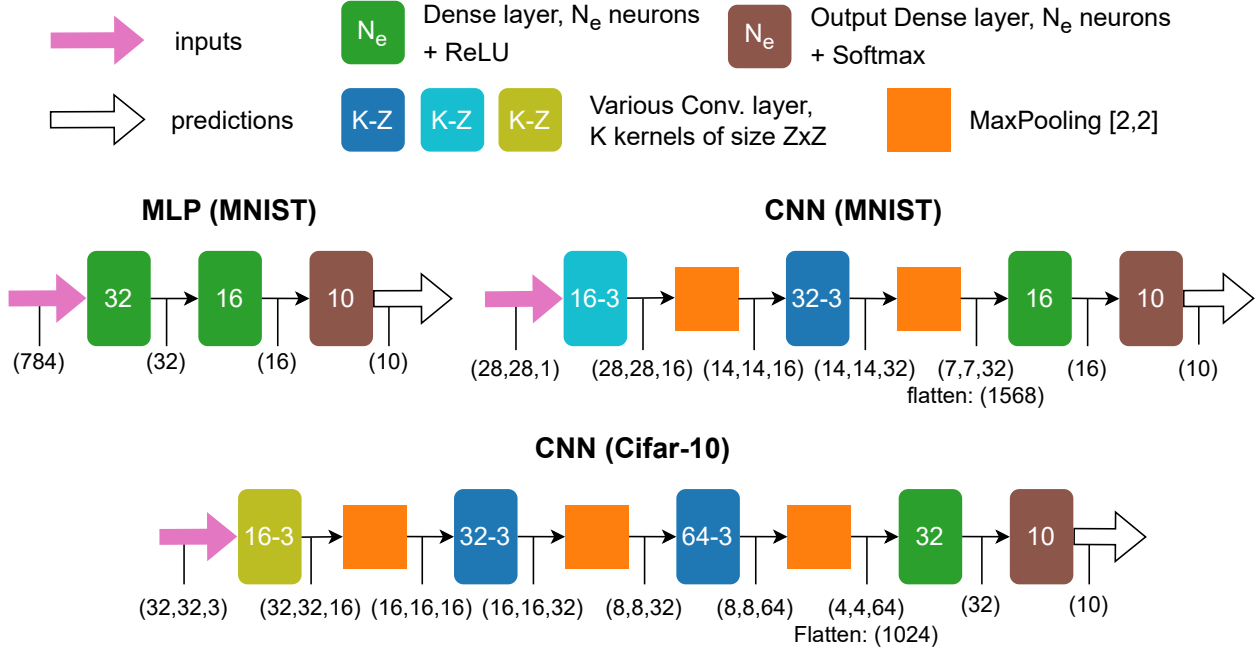 inputs
N_e
Dense layer, N_e neurons
+ ReLU
N_e
Output Dense layer, N_e neurons
+ Softmax
predictions
K-Z
K-Z
K-Z
Various Conv. layer,
K kernels of size ZxZ
MaxPooling [2,2]
MLP (MNIST)
32
16
10
(784)
(32)
(16)
(10)
CNN (MNIST)
16-3
32-3
16
10
(28,28,1)
(28,28,16)
(14,14,16)
(14,14,32)
(7,7,32)
flatten: (1568)
(16)
(10)
CNN (Cifar-10)
16-3
32-3
64-3
32
10
(32,32,3)
(32,32,16)
(16,16,16)
(16,16,32)
(8,8,32)
(8,8,64)
(4,4,64)
Flatten: (1024)
(32)
(10)